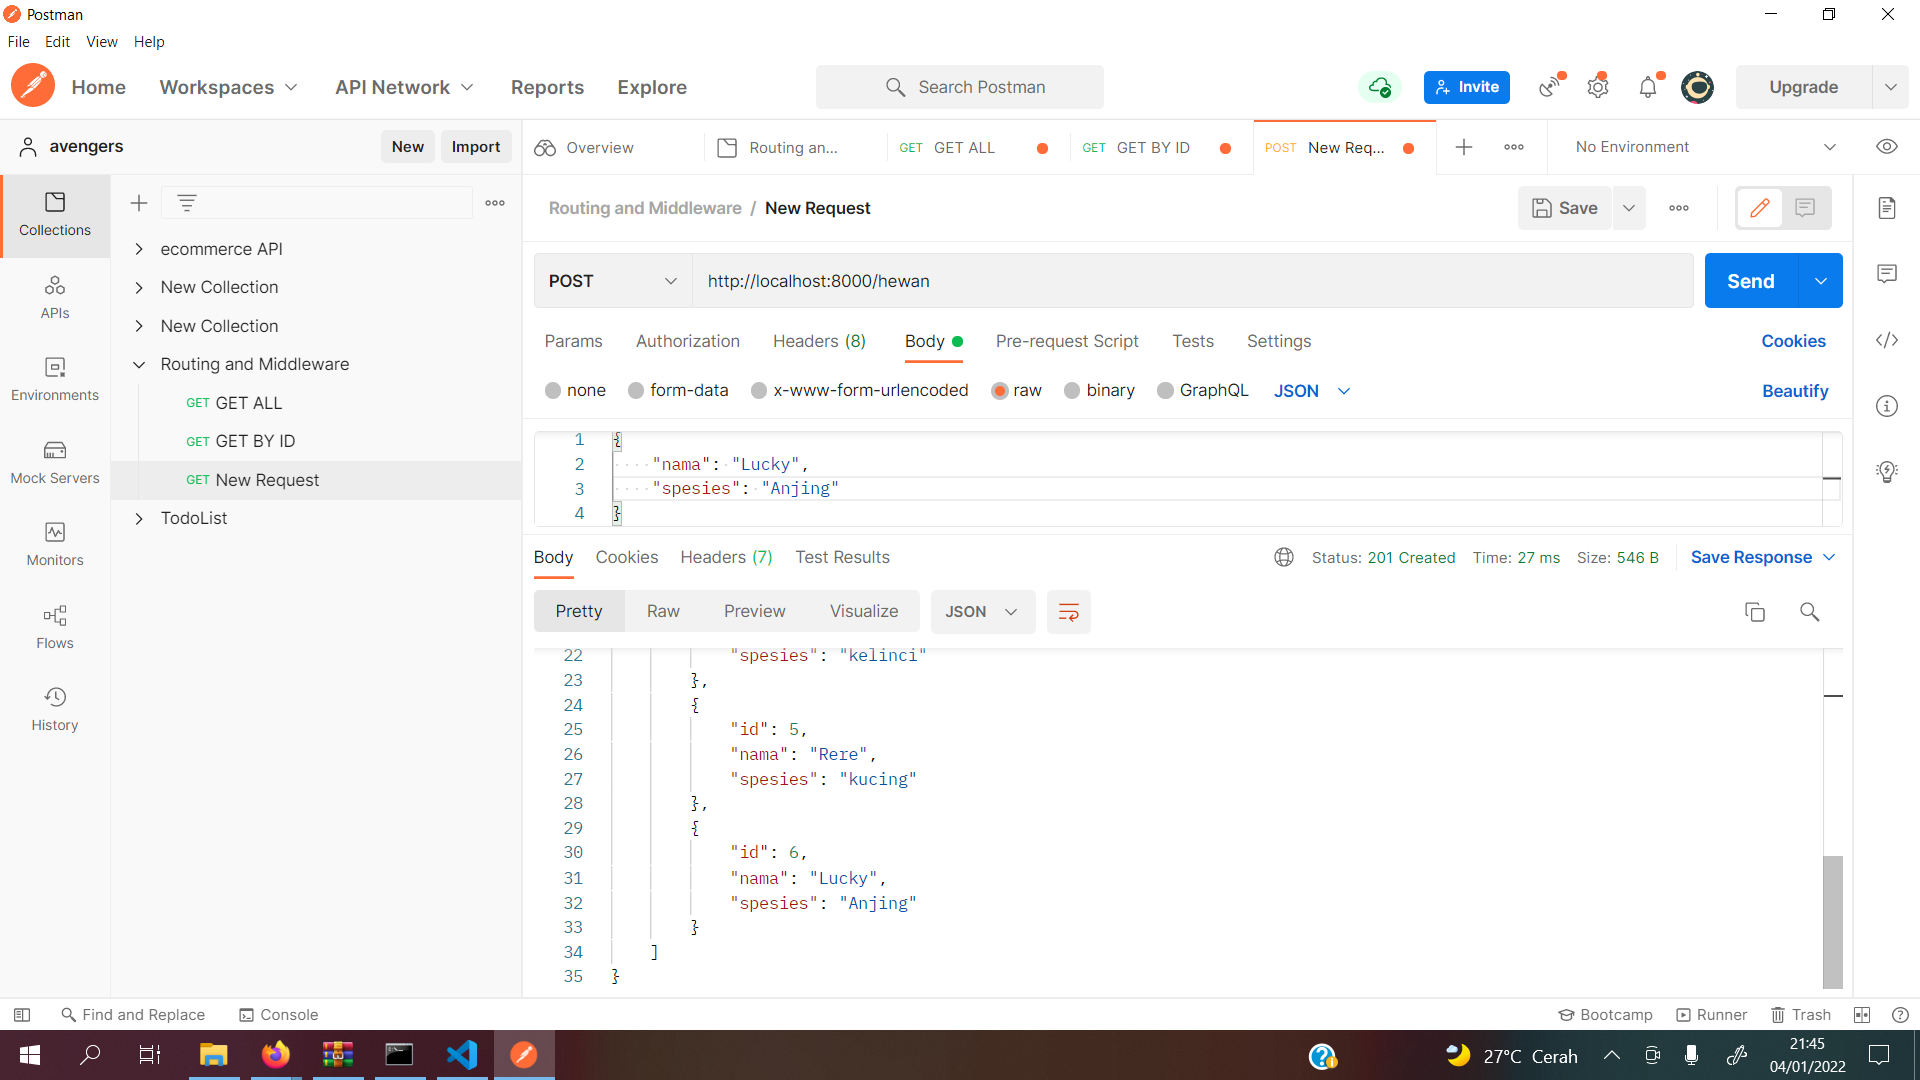 Postman
File Edit View Help
Home Workspaces API Network Reports Explore Search Postman Invite Upgrade
avengers New Import
Overview Routing an... GET GET ALL GET GET BY ID POST New Req... No Environment
Collections
APIs
Environments
Mock Servers
Monitors
Flows
History
ecommerce API
New Collection
New Collection
Routing and Middleware
GET GET ALL
GET GET BY ID
GET New Request
TodoList
Routing and Middleware / New Request Save
POST http://localhost:8000/hewan Send
Params Authorization Headers (8) Body Pre-request Script Tests Settings Cookies
none form-data x-www-form-urlencoded raw binary GraphQL JSON Beautify
1 {
2 "nama": "Lucky",
3 "spesies": "Anjing"
4 }
Body Cookies Headers (7) Test Results Status: 201 Created Time: 27 ms Size: 546 B Save Response
Pretty Raw Preview Visualize JSON
22 "spesies": "kelinci"
23 },
24 {
25 "id": 5,
26 "nama": "Rere",
27 "spesies": "kucing"
28 },
29 {
30 "id": 6,
31 "nama": "Lucky",
32 "spesies": "Anjing"
33 }
34 ]
35 }
Find and Replace Console Bootcamp Runner Trash
27°C Cerah 21:45
04/01/2022